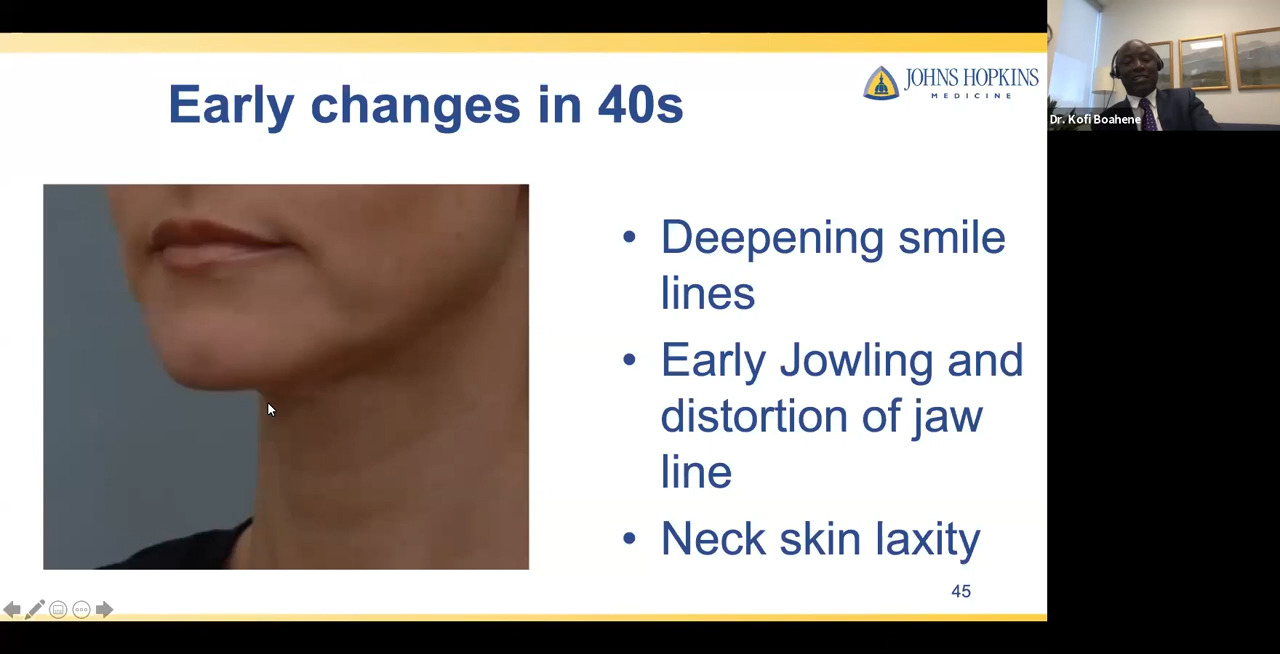 Early changes in 40s
JOHNS HOPKINS
MEDICINE
Dr. Kofi Boahene
• Deepening smile
lines
• Early Jowling and
distortion of jaw
line
• Neck skin laxity
45